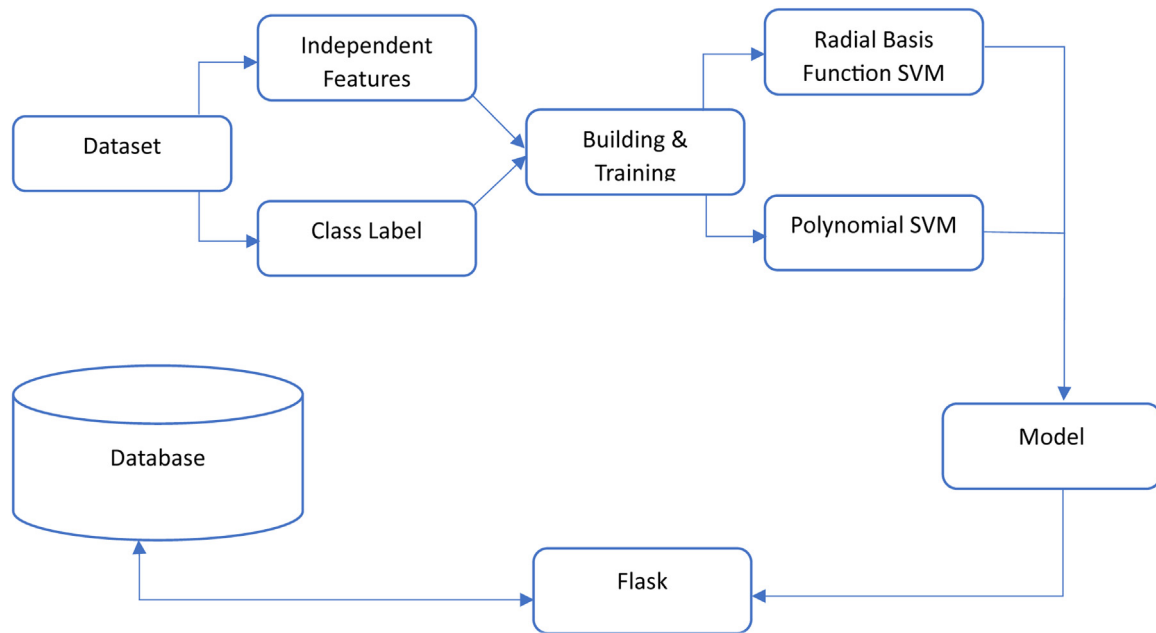 Independent
Features
Radial Basis
Function SVM
Dataset
Building &
Training
Class Label
Polynomial SVM
Database
Model
Flask